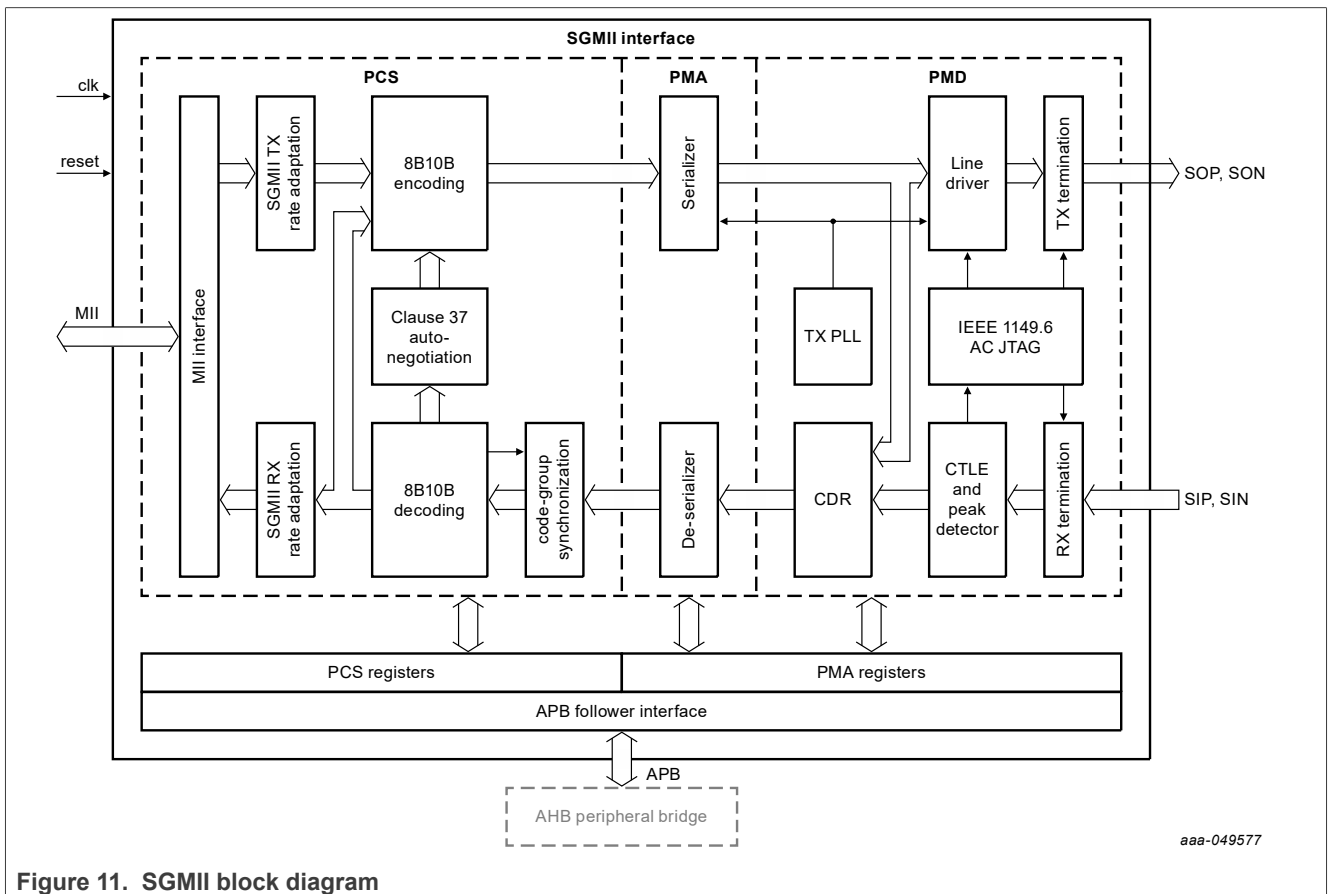 SGMII interface
PCS
PMA
PMD
clk
reset
MII
MII interface
SGMII TX
rate adaptation
8B10B
encoding
Serializer
Line
driver
TX termination
SOP, SON
Clause 37
auto-
negotiation
TX PLL
IEEE 1149.6
AC JTAG
SGMII RX
rate adaptation
8B10B
decoding
code-group
synchronization
De-serializer
CDR
CTLE
and
peak
detector
RX termination
SIP, SIN
PCS registers
PMA registers
APB follower interface
APB
AHB peripheral bridge
aaa-049577
Figure 11. SGMII block diagram